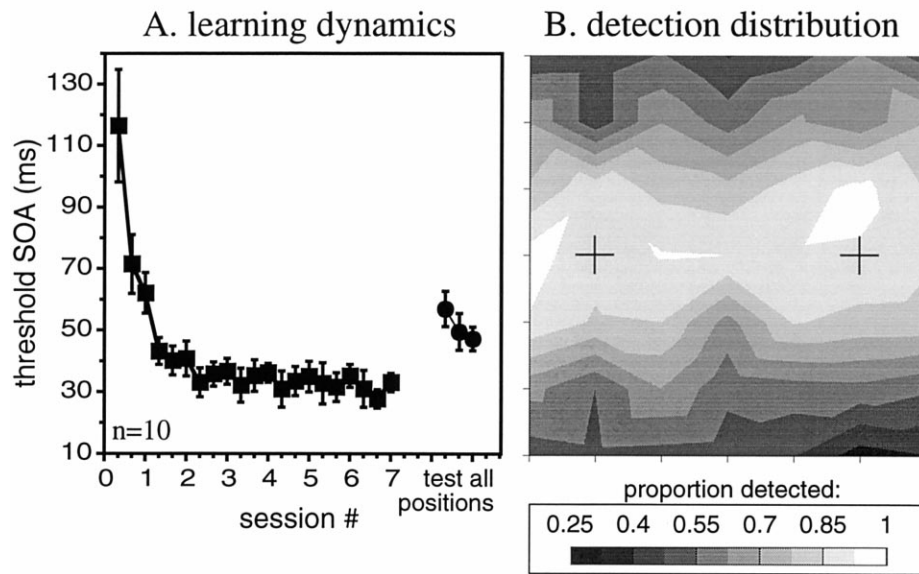 A. learning dynamics
threshold SOA (ms)
130
110
90
70
50
30
10
n=10
0 1 2 3 4 5 6 7 test all
positions
session #
B. detection distribution
proportion detected:
0.25 0.4 0.55 0.7 0.85 1